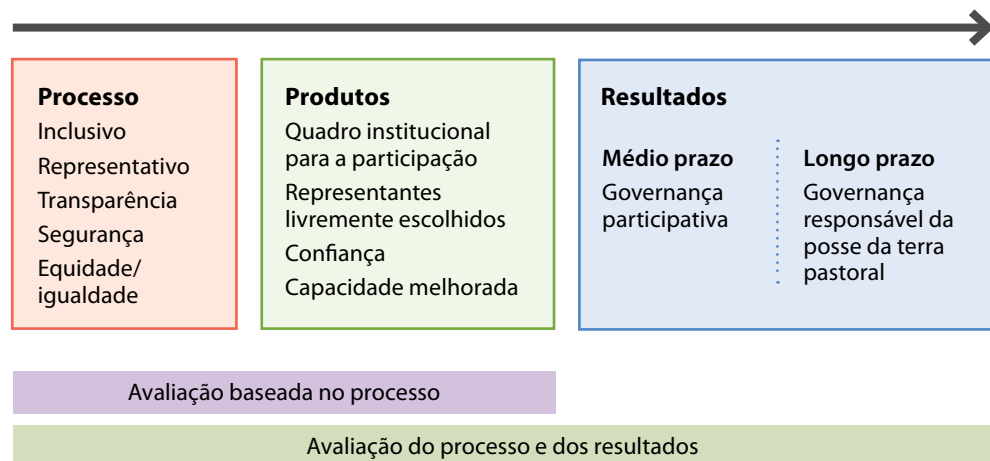 Processo
Inclusivo
Representativo
Transparência
Segurança
Equidade/
igualdade
Produtos
Quadro institucional
para a participação
Representantes
livremente escolhidos
Confiança
Capacidade melhorada
Resultados
Médio prazo
Governança
participativa
Longo prazo
Governança
responsável da
posse da terra
pastoral
Avaliação baseada no processo
Avaliação do processo e dos resultados